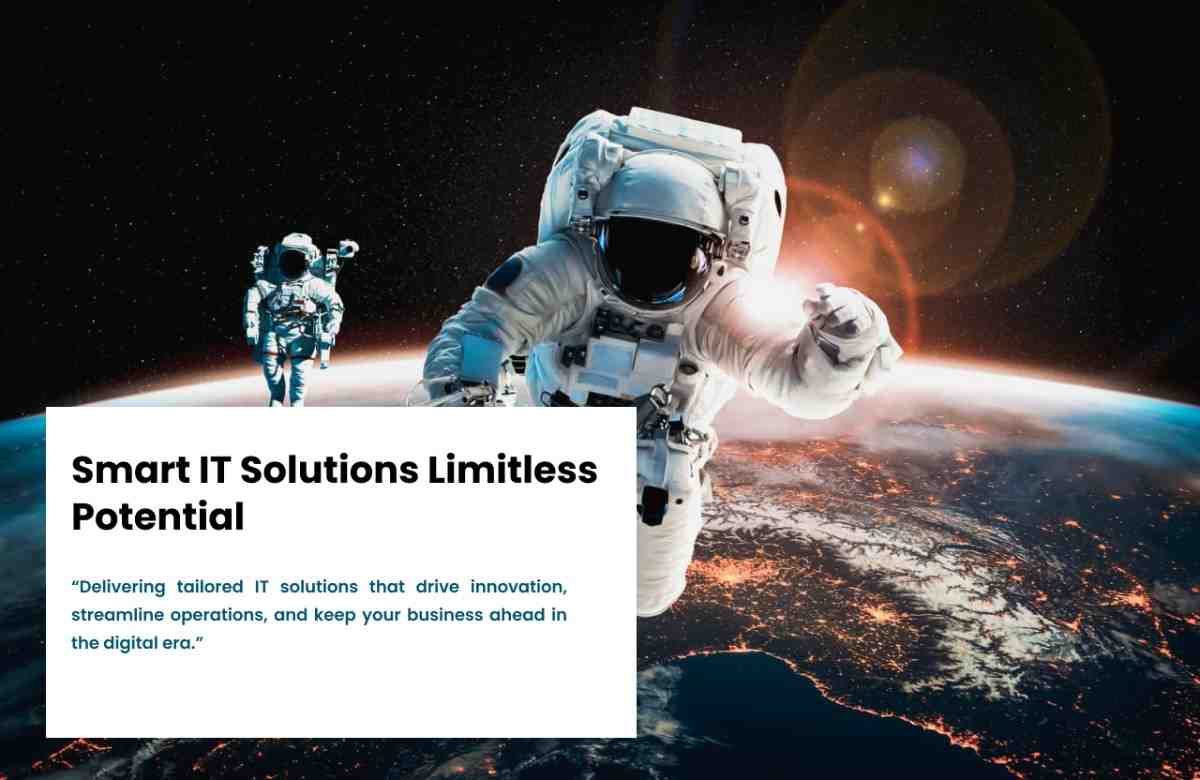 Smart IT Solutions Limitless
Potential
“Delivering tailored IT solutions that drive innovation,
streamline operations, and keep your business ahead in
the digital era.”